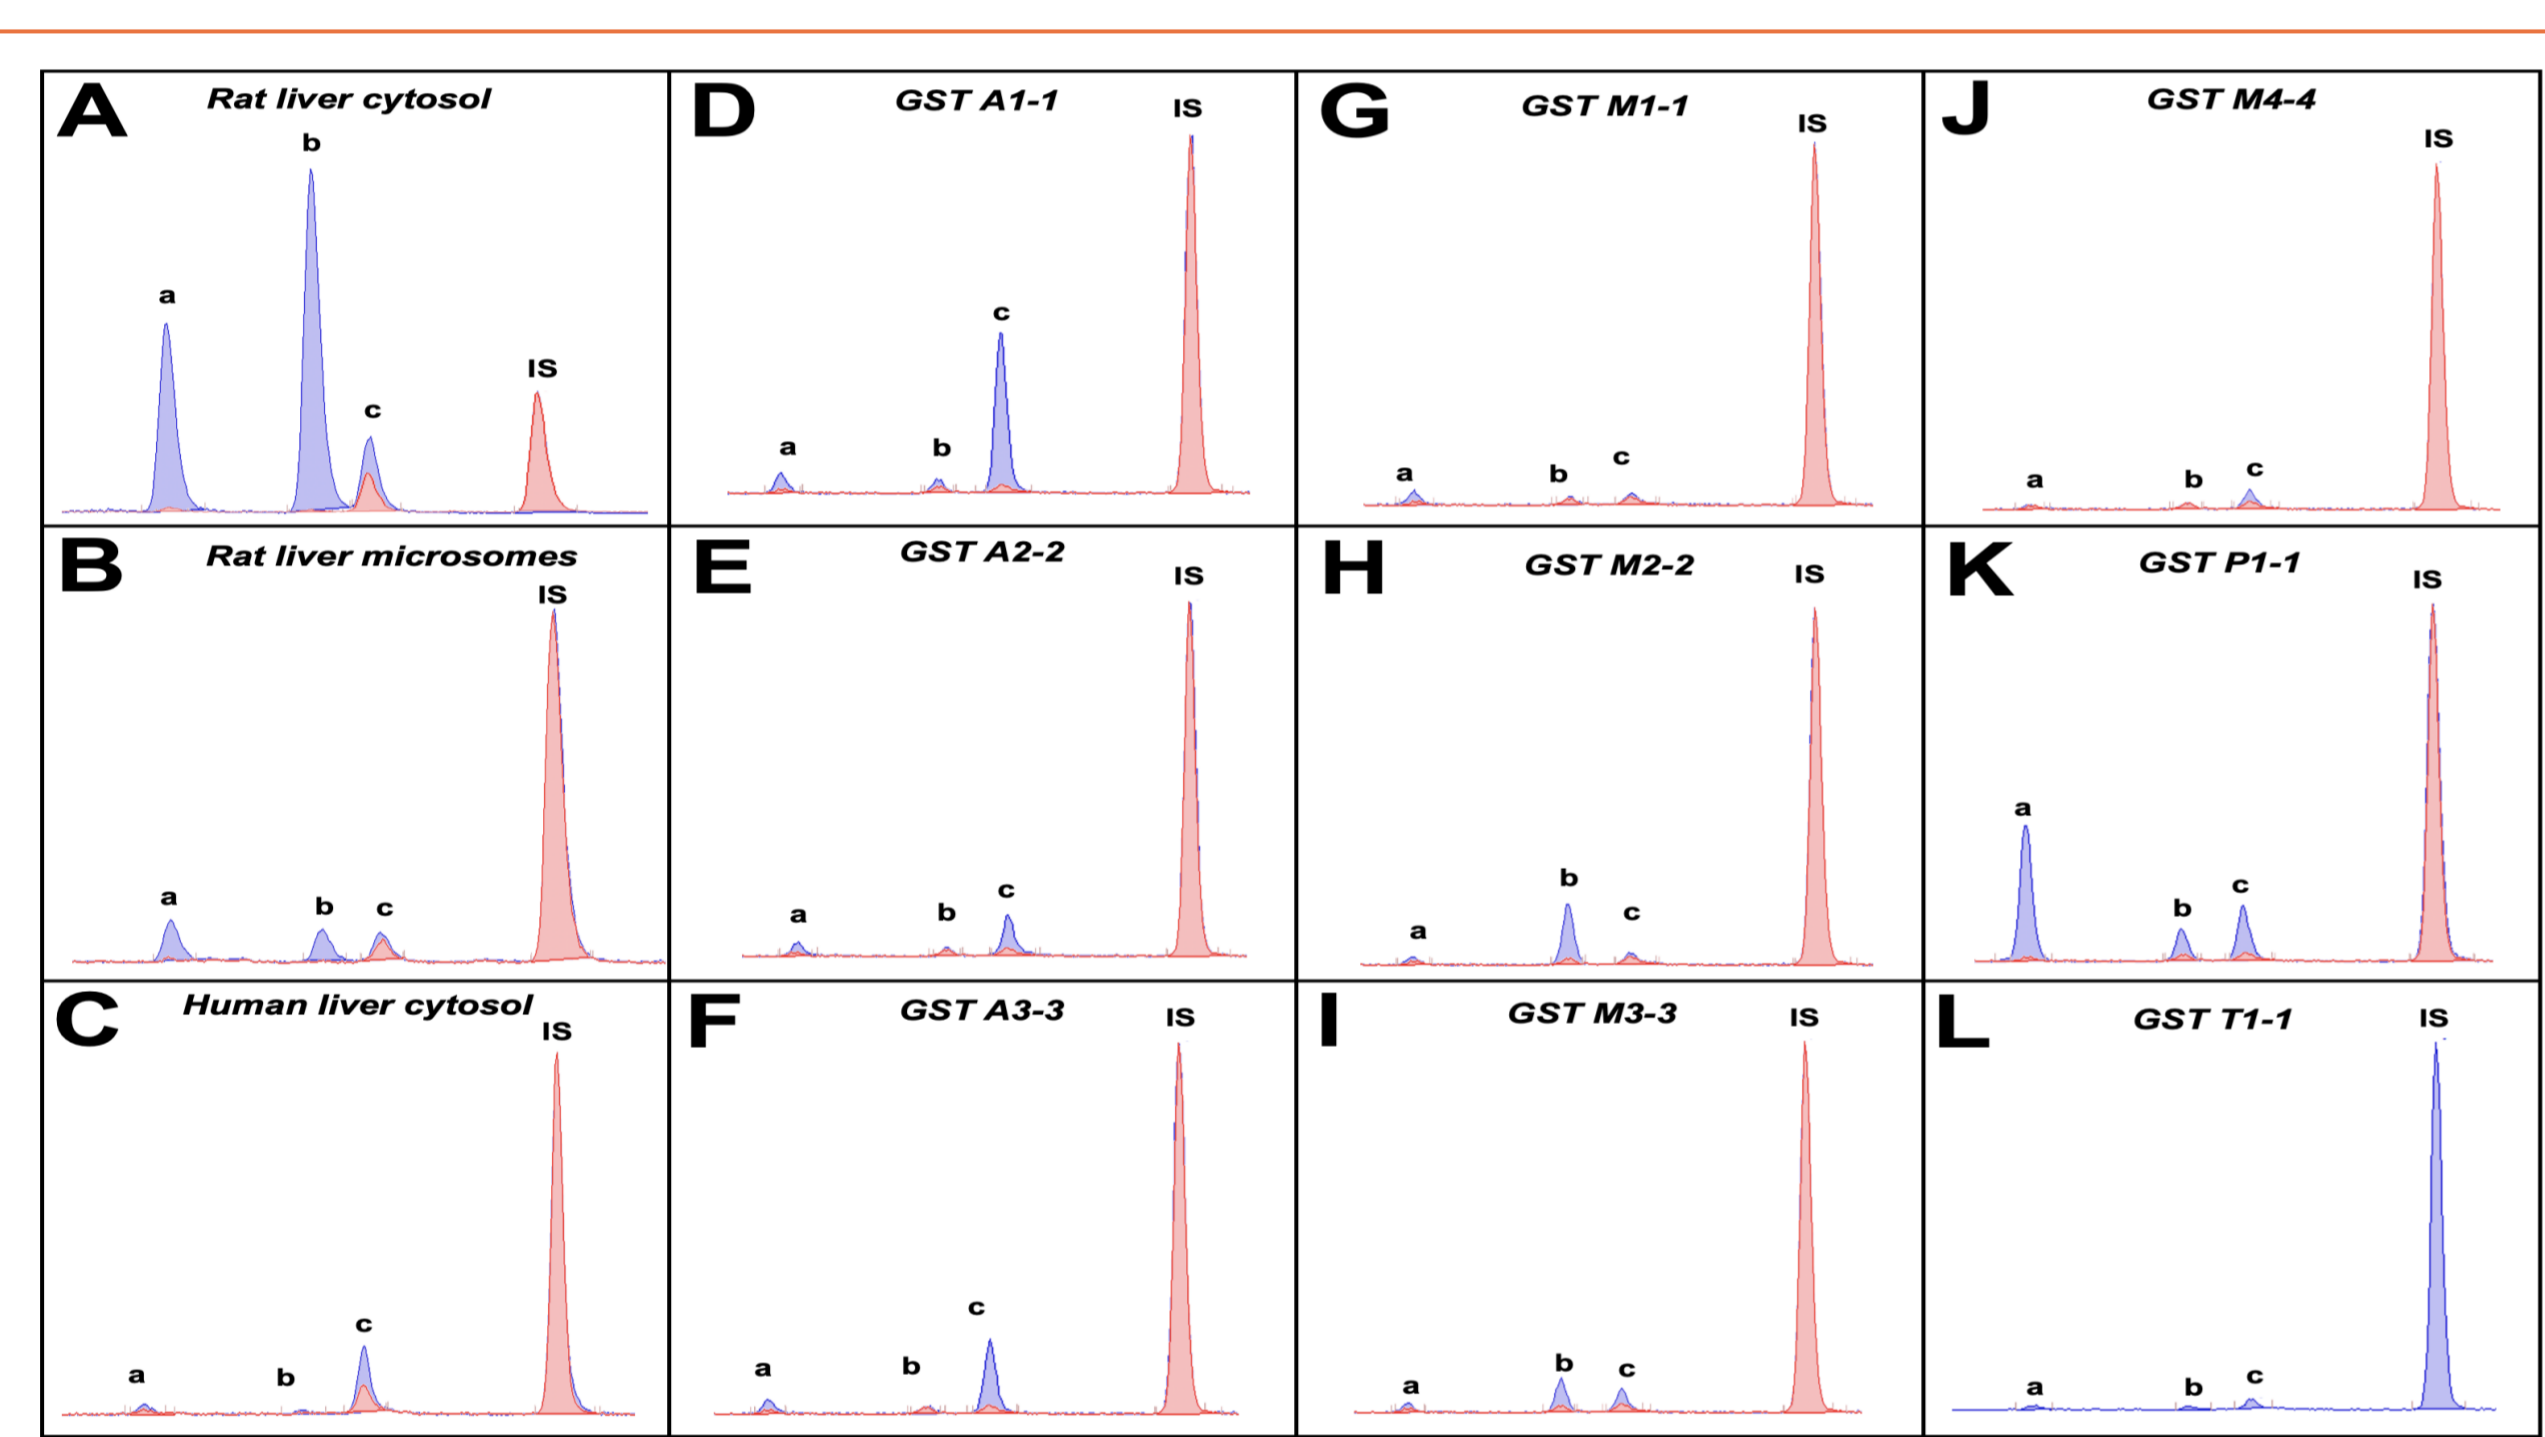 A
Rat liver cytosol
a
b
c
IS
D
GST A1-1
a
b
c
IS
G
GST M1-1
a
b
c
IS
J
GST M4-4
a
b
c
IS
B
Rat liver microsomes
a
b
c
IS
E
GST A2-2
a
b
c
IS
H
GST M2-2
a
b
c
IS
K
GST P1-1
a
b
c
IS
C
Human liver cytosol
a
b
c
IS
F
GST A3-3
a
b
c
IS
I
GST M3-3
a
b
c
IS
L
GST T1-1
a
b
c
IS